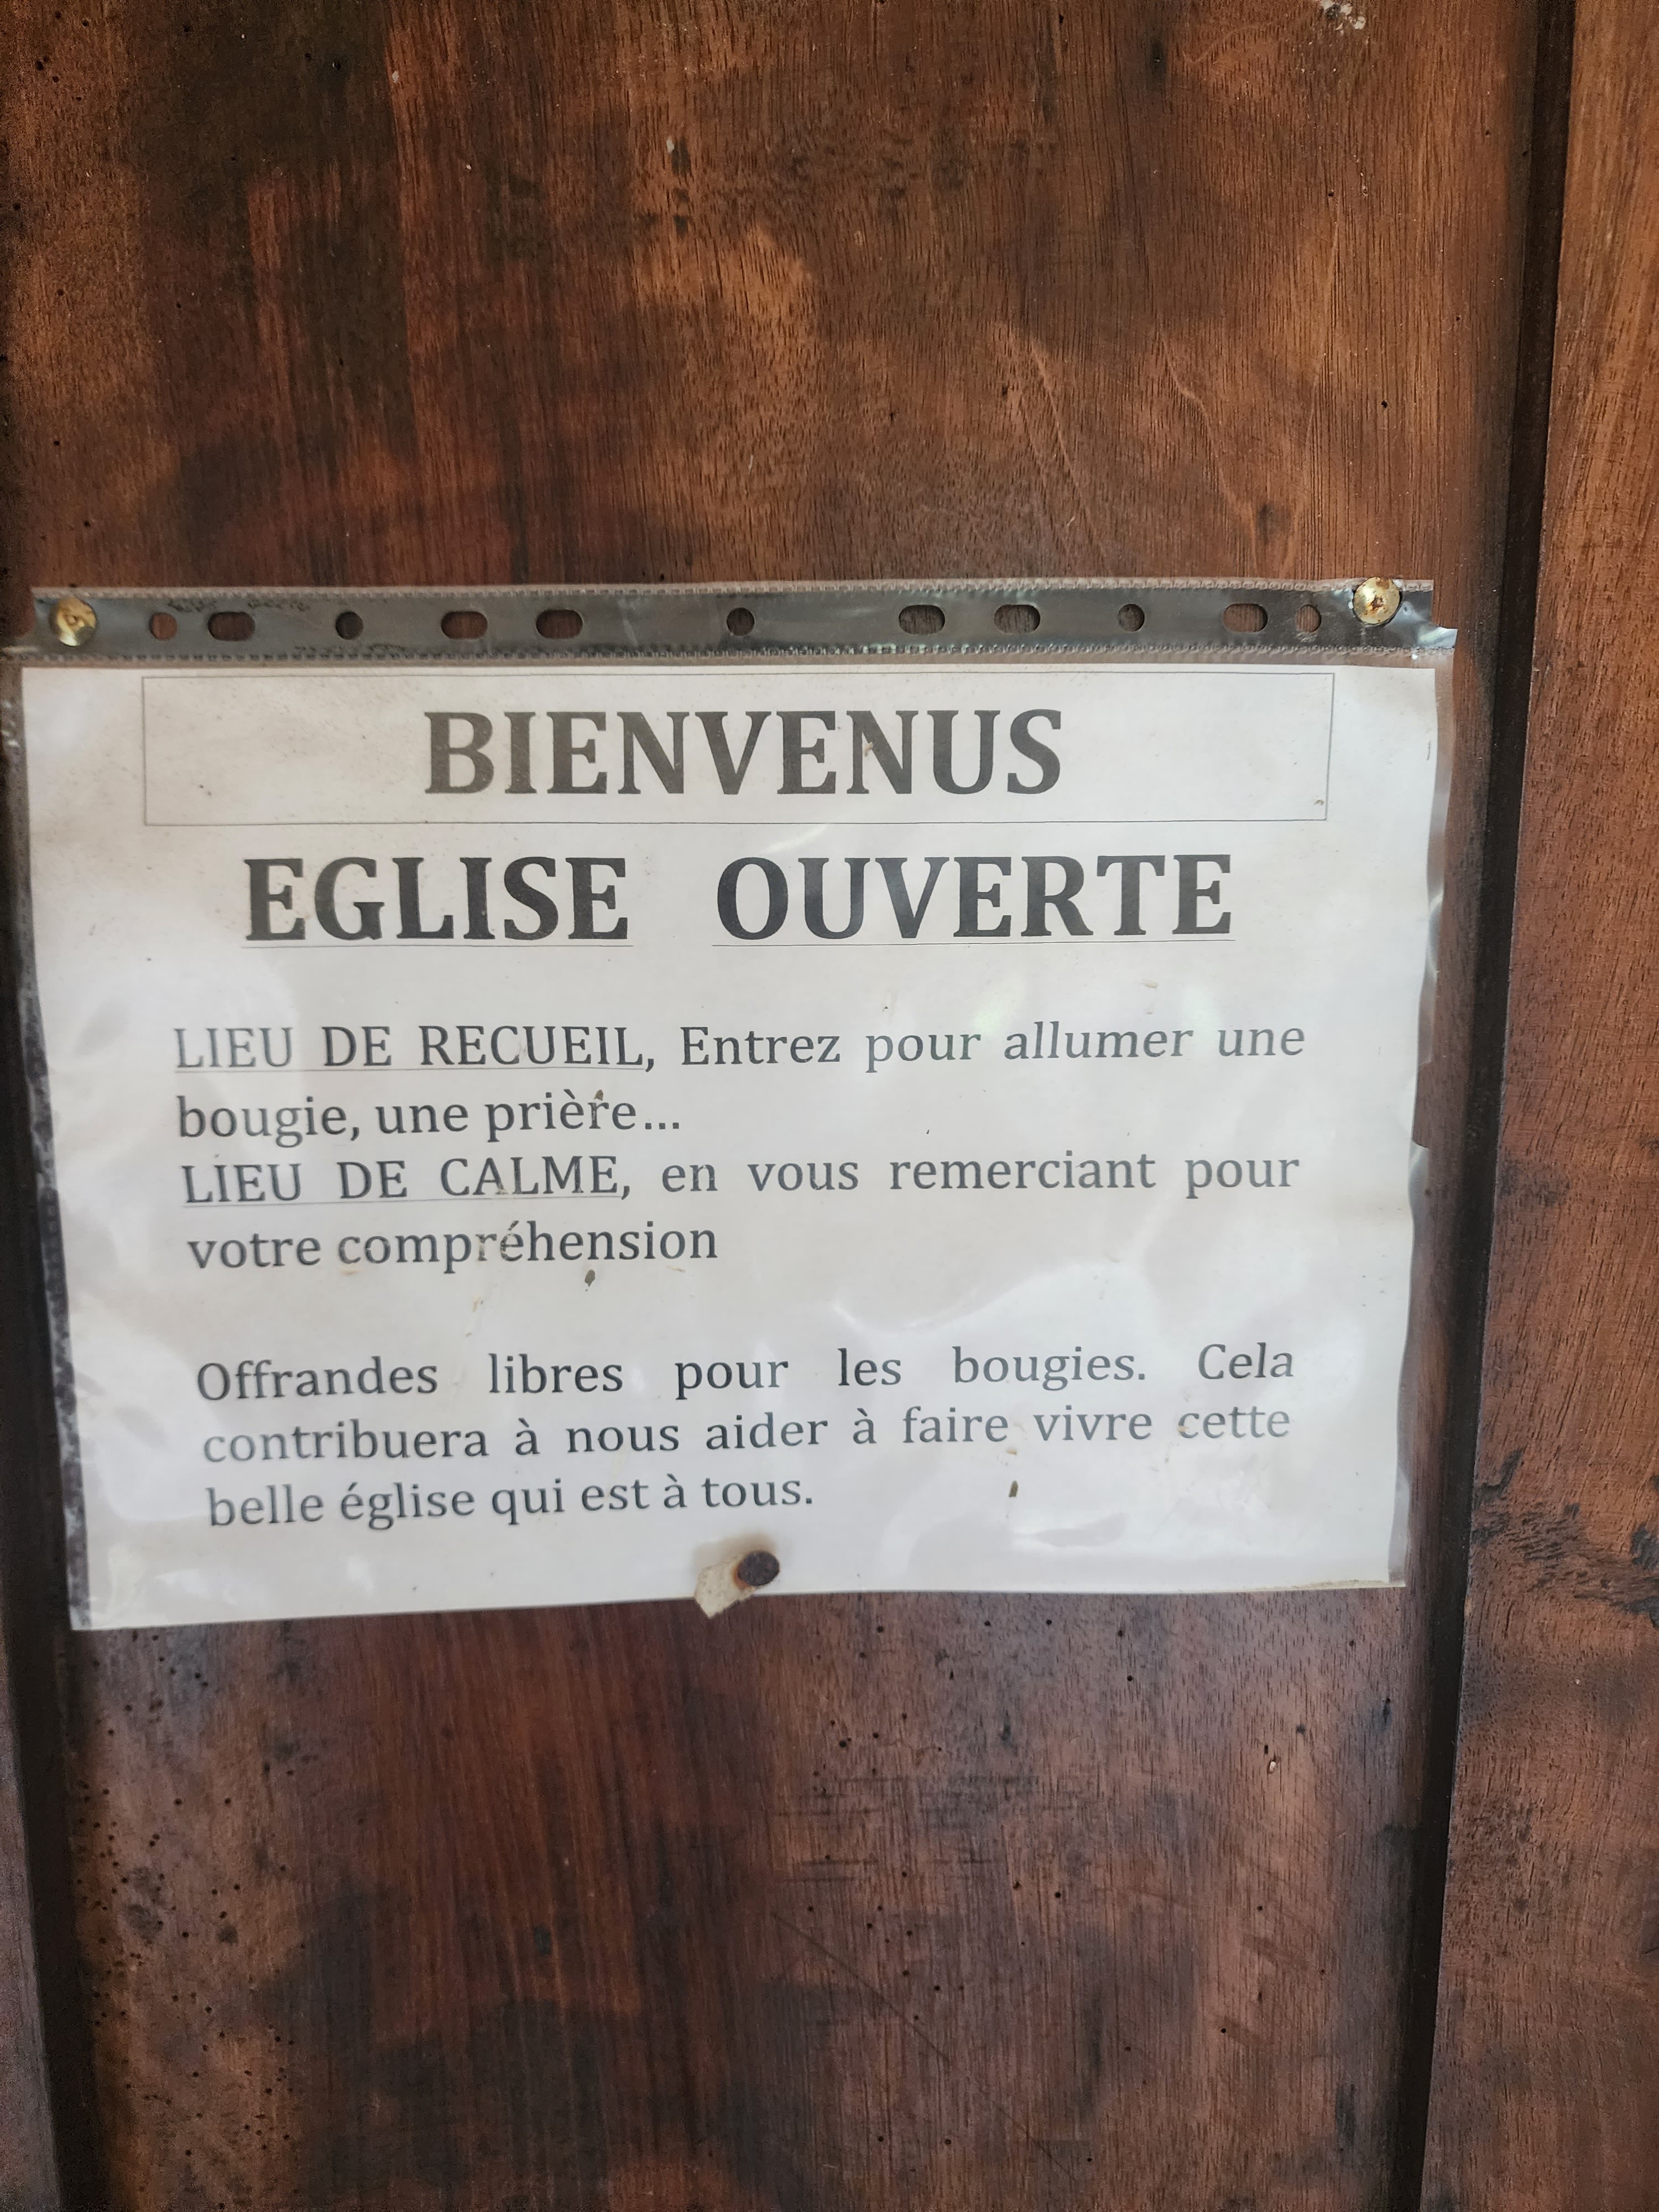 BIENVENUS
EGLISE OUVERTE
LIEU DE RECUEIL, Entrez pour allumer une
bougie, une prière...
LIEU DE CALME, en vous remerciant pour
votre compréhension
Offrandes libres pour les bougies. Cela
contribuera à nous aider à faire vivre cette
belle église qui est à tous.